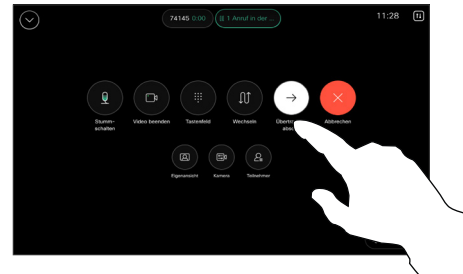 74145 0:00
1 Anruf in der ...
11:28
Stumm-
schalten
Video beenden
Tastenfeld
Wechseln
Abbrechen
Eigenansicht
Kamera
Teilnehmer